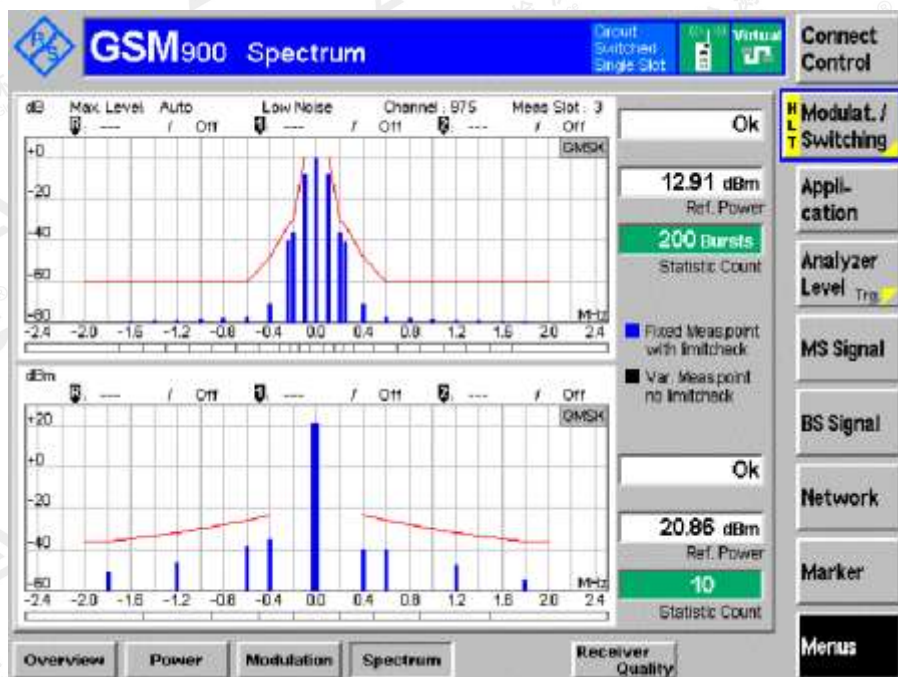 R&S
GSM900 Spectrum
Circuit
Switched
Single Slot
Virtual
Connect
Control
dB Max. Level Auto Low Noise Channel : 975 Meas Slot : 3
R: --- / Off 1: --- / Off 2: --- / Off
GMSK
+0
-20
-40
-60
-80
MHz
-2.4 -2.0 -1.6 -1.2 -0.8 -0.4 0.0 0.4 0.8 1.2 1.6 2.0 2.4
Ok
12.91 dBm
Ref. Power
200 Bursts
Statistic Count
Fixed Meas.point
with limitcheck
Var. Meas.point
no limitcheck
dBm
R: --- / Off 1: --- / Off 2: --- / Off
GMSK
+20
+0
-20
-40
-60
MHz
-2.4 -2.0 -1.6 -1.2 -0.8 -0.4 0.0 0.4 0.8 1.2 1.6 2.0 2.4
Ok
20.86 dBm
Ref. Power
10
Statistic Count
H
L
T
Modulat. /
Switching
Appli-
cation
Analyzer
Level Trg.
MS Signal
BS Signal
Network
Marker
Menus
Overview
Power
Modulation
Spectrum
Receiver
Quality